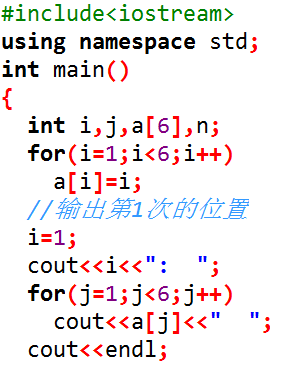 #include<iostream>
using namespace std;
int main()
{
int i,j,a[6],n;
for(i=1;i<6;i++)
a[i]=i;
//输出第1次的位置
i=1;
cout<<i<<":  ";
for(j=1;j<6;j++)
cout<<a[j]<<"  ";
cout<<endl;